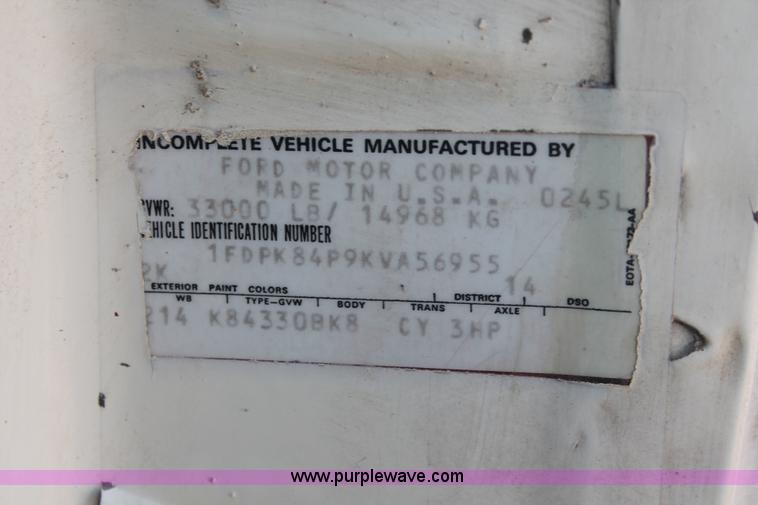 INCOMPLETE VEHICLE MANUFACTURED BY
FORD MOTOR COMPANY
MADE IN U.S.A. 0245L
GVWR: 33000 LB/ 14968 KG
VEHICLE IDENTIFICATION NUMBER
1FDPK84P9KVA56955
2K 14
EXTERIOR PAINT COLORS DISTRICT DSO
WB TYPE-GVW BODY TRANS AXLE
214 K84330BK8 CY 3HP
www.purplewave.com